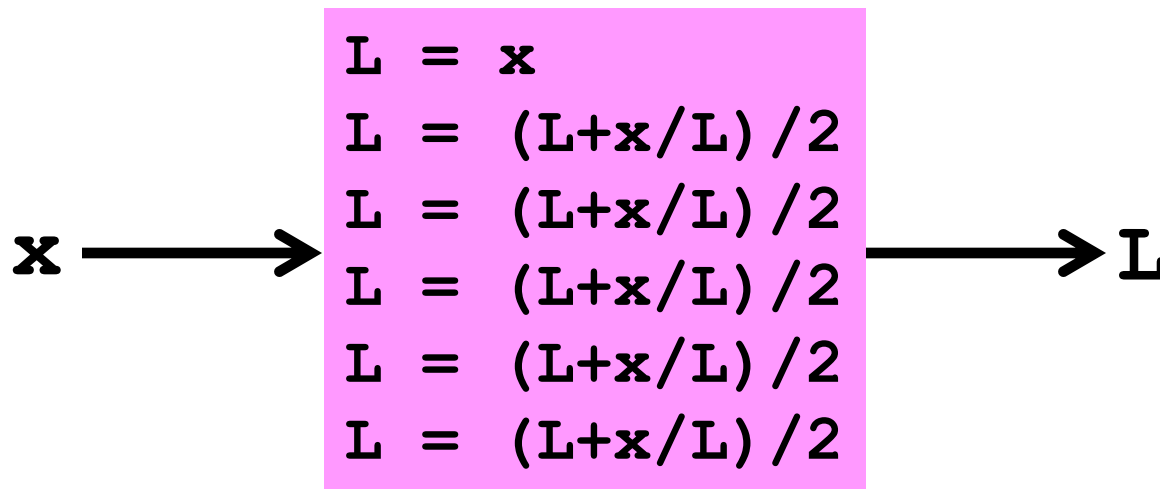 L = x
L = (L+x/L)/2
L = (L+x/L)/2
x
L = (L+x/L)/2
L
L = (L+x/L)/2
L = (L+x/L)/2